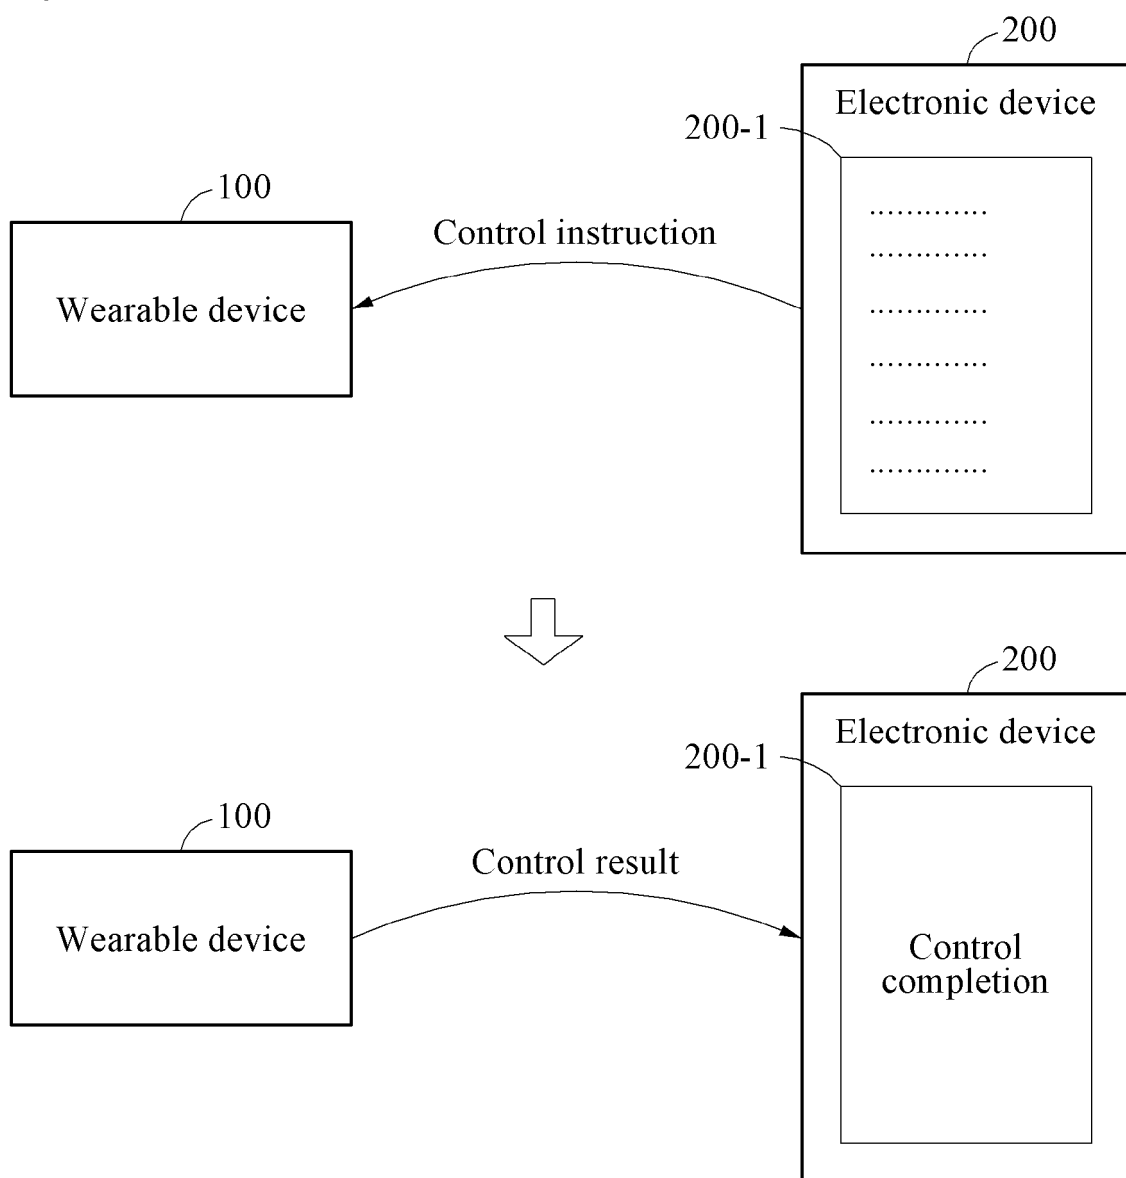 200
Electronic device
200-1
100
Control instruction
Wearable device
.............
.............
.............
.............
.............
.............
200
Electronic device
200-1
100
Control result
Wearable device
Control
completion